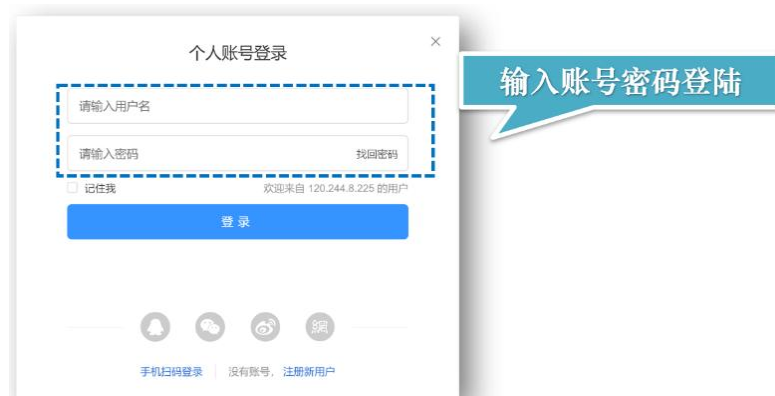 个人账号登录
×
输入账号密码登陆
请输入用户名
请输入密码 找回密码
记住我 欢迎来自 120.244.8.225 的用户
登 录
網
手机扫码登录 没有账号，注册新用户